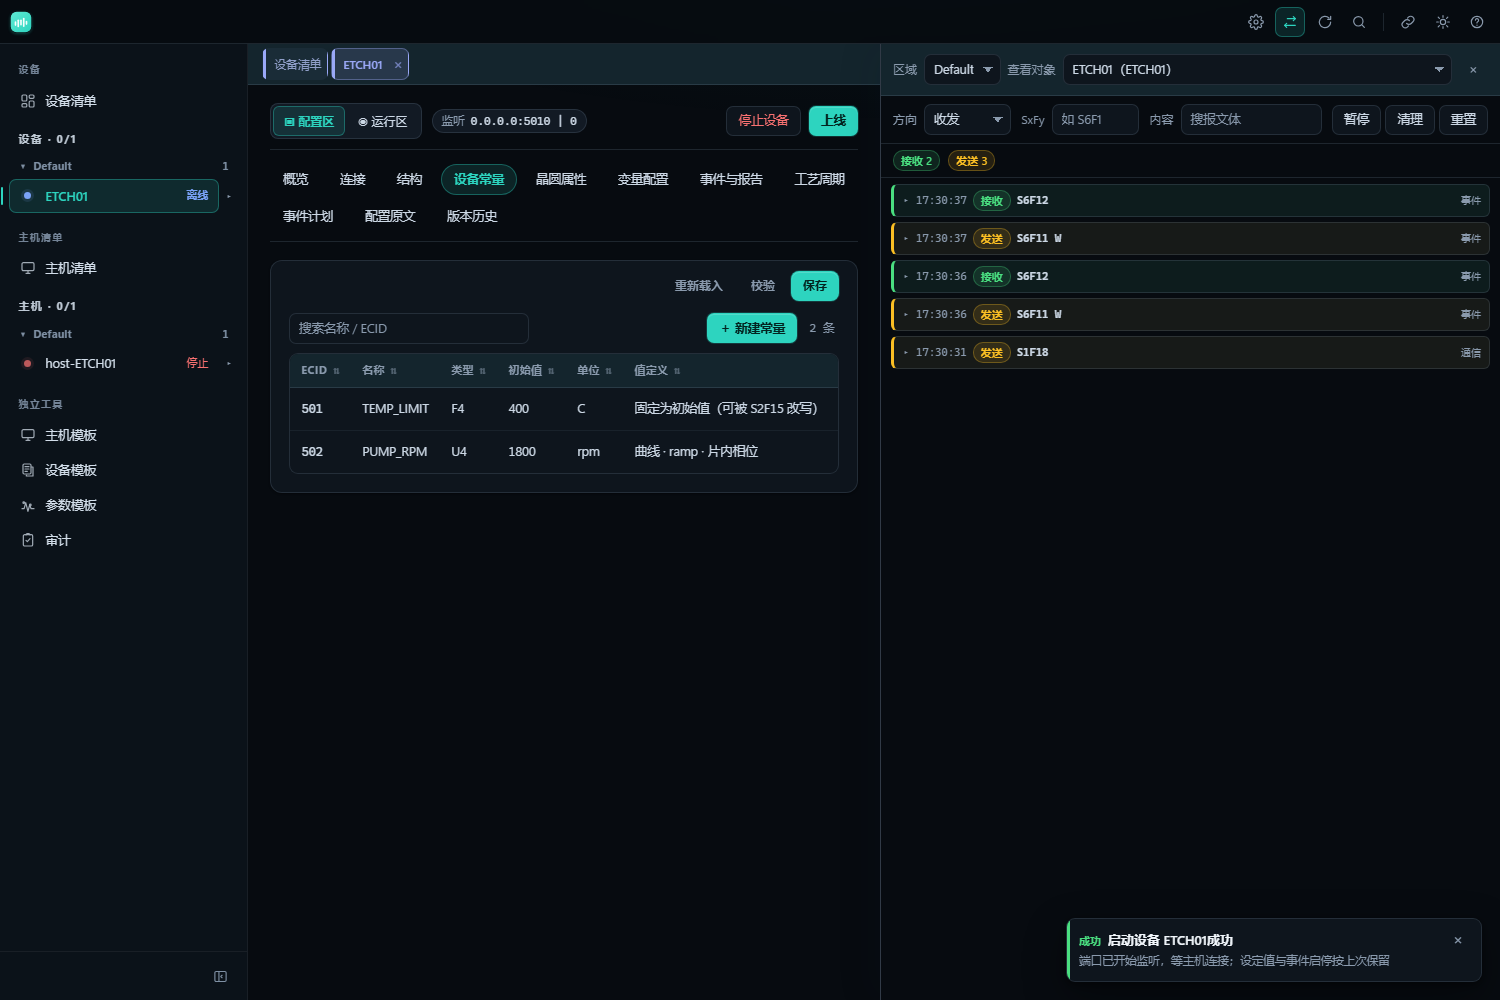 设备
设备清单
设备 · 0/1
Default 1
ETCH01 离线
主机清单
主机清单
主机 · 0/1
Default 1
host-ETCH01 停止
独立工具
主机模板
设备模板
参数模板
审计
设备清单 ETCH01 ×
配置区 运行区 监听 0.0.0.0:5010 | 0 停止设备 上线
概览 连接 结构 设备常量 晶圆属性 变量配置 事件与报告 工艺周期
事件计划 配置原文 版本历史
重新载入 校验 保存
搜索名称 / ECID + 新建常量 2 条
ECID 名称 类型 初始值 单位 值定义
501 TEMP_LIMIT F4 400 C 固定为初始值（可被 S2F15 改写）
502 PUMP_RPM U4 1800 rpm 曲线 · ramp · 片内相位
区域 Default 查看对象 ETCH01（ETCH01） ×
方向 收发 SxFy 如 S6F1 内容 搜报文体 暂停 清理 重置
接收 2 发送 3
17:30:37 接收 S6F12 事件
17:30:37 发送 S6F11 W 事件
17:30:36 接收 S6F12 事件
17:30:36 发送 S6F11 W 事件
17:30:31 发送 S1F18 通信
成功 启动设备 ETCH01成功 ×
端口已开始监听，等主机连接；设定值与事件启停按上次保留